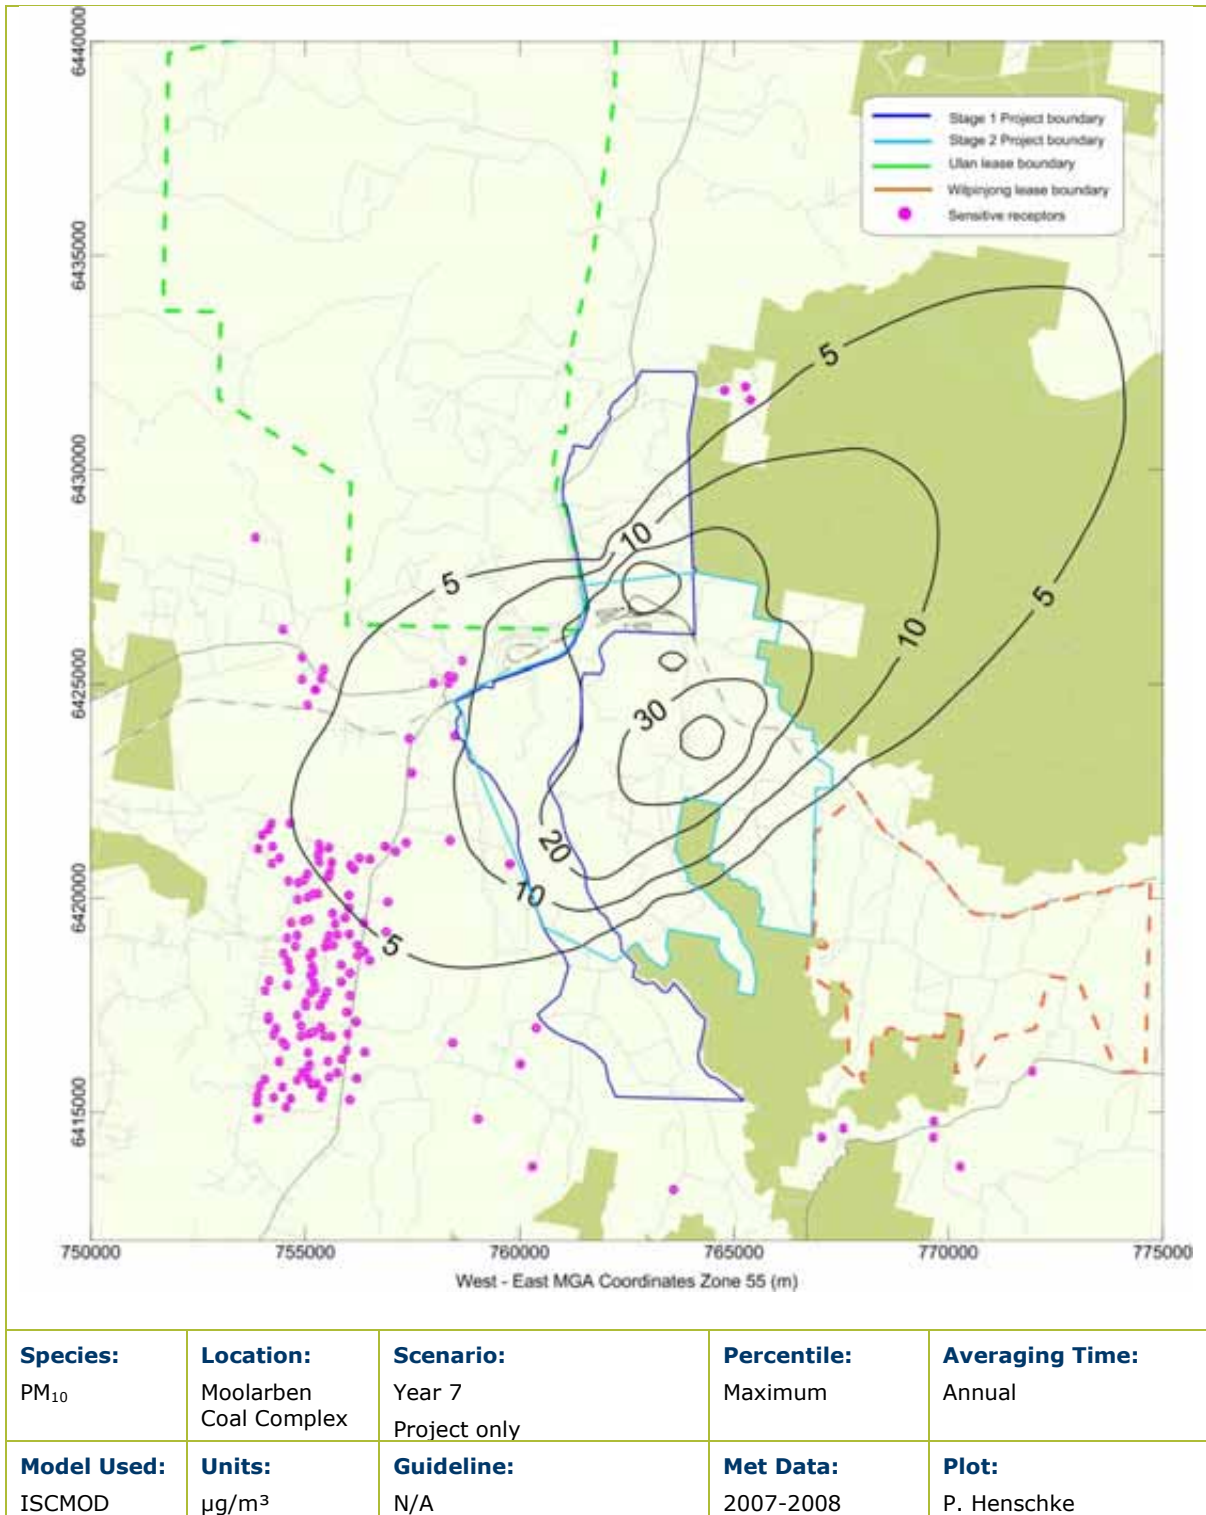 6440000
6435000
6430000
6425000
6420000
6415000
Stage 1 Project boundary
Stage 2 Project boundary
Ulan lease boundary
Wilpinjong lease boundary
Sensitive receptors
5
10
5
5
10
30
20
10
5
750000
755000
760000
765000
770000
775000
West - East MGA Coordinates Zone 55 (m)
Species:
PM₁₀
Location:
Moolarben
Coal Complex
Scenario:
Year 7
Project only
Percentile:
Maximum
Averaging Time:
Annual
Model Used:
ISCMOD
Units:
µg/m³
Guideline:
N/A
Met Data:
2007-2008
Plot:
P. Henschke